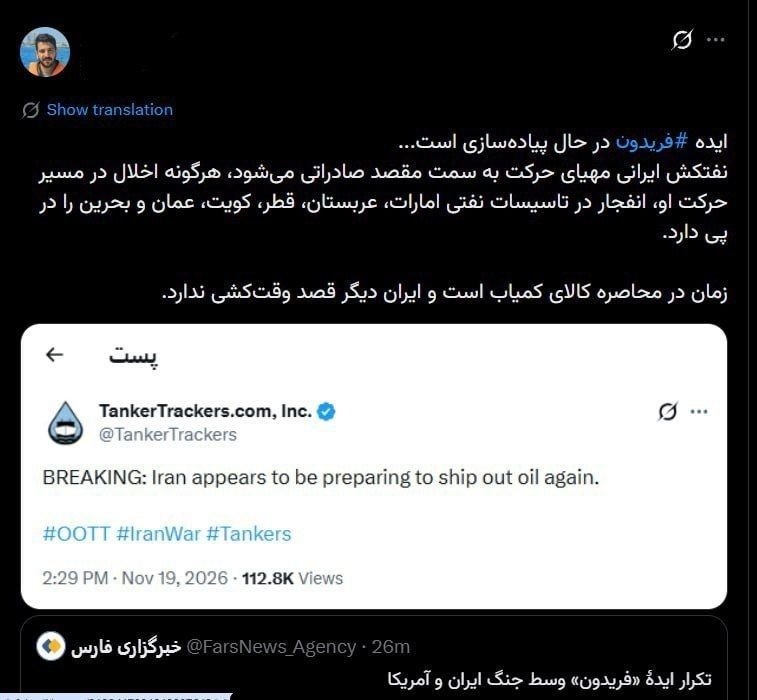 Show translation
ایده #فریدون در حال پیاده‌سازی است...
نفتکش ایرانی مهیای حرکت به سمت مقصد صادراتی می‌شود، هرگونه اخلال در مسیر
حرکت او، انفجار در تاسیسات نفتی امارات، عربستان، قطر، کویت، عمان و بحرین را در
پی دارد.
زمان در محاصره کالای کمیاب است و ایران دیگر قصد وقت‌کشی ندارد.
پست
TankerTrackers.com, Inc.
@TankerTrackers
BREAKING: Iran appears to be preparing to ship out oil again.
#OOTT #IranWar #Tankers
2:29 PM · Nov 19, 2026 · 112.8K Views
خبرگزاری فارس @FarsNews_Agency · 26m
تکرار ایدهٔ «فریدون» وسط جنگ ایران و آمریکا